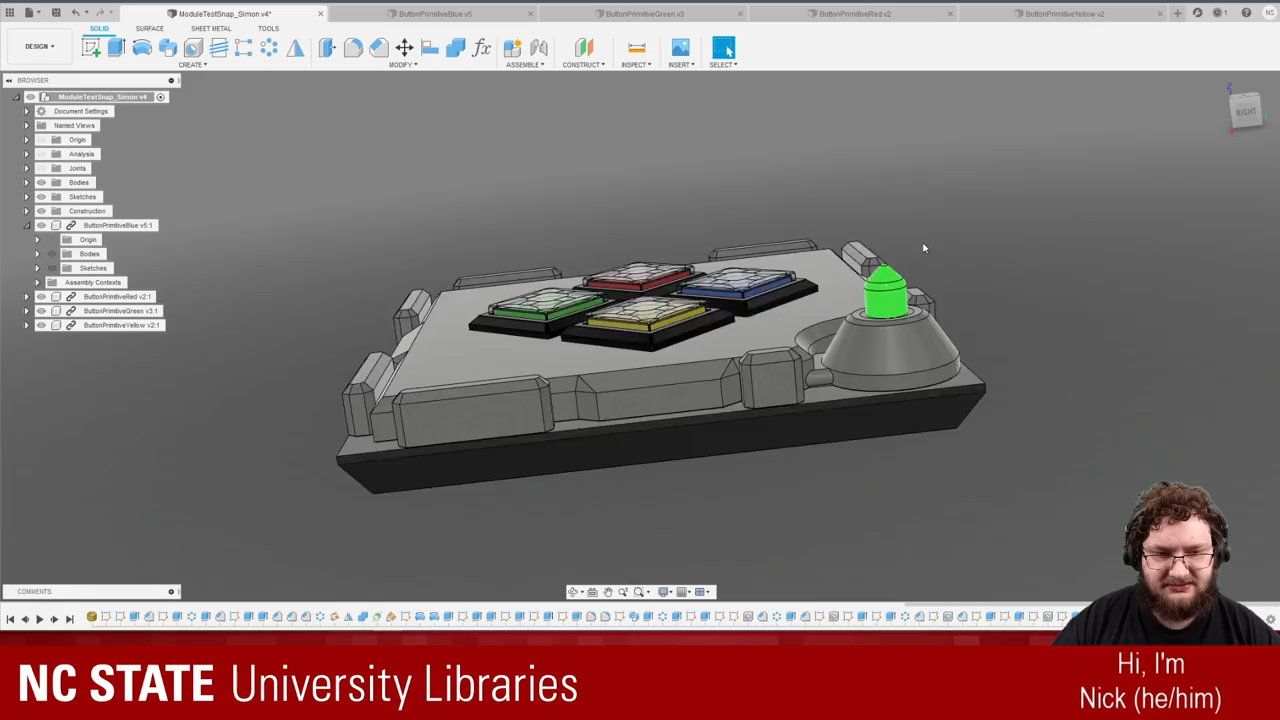 ModuleTestSnap_Simon v4*
ButtonPrimitiveBlue v5
ButtonPrimitiveGreen v3
ButtonPrimitiveRed v2
ButtonPrimitiveYellow v2
1
NS
SOLID
SURFACE
SHEET METAL
TOOLS
DESIGN
CREATE
MODIFY
ASSEMBLE
CONSTRUCT
INSPECT
INSERT
SELECT
BROWSER
ModuleTestSnap_Simon v4
Document Settings
Named Views
Origin
Analysis
Joints
Bodies
Sketches
Construction
ButtonPrimitiveBlue v5:1
Origin
Bodies
Sketches
Assembly Contexts
ButtonPrimitiveRed v2:1
ButtonPrimitiveGreen v3:1
ButtonPrimitiveYellow v2:1
Z
RIGHT
COMMENTS
NC STATE University Libraries
Hi, I'm
Nick (he/him)